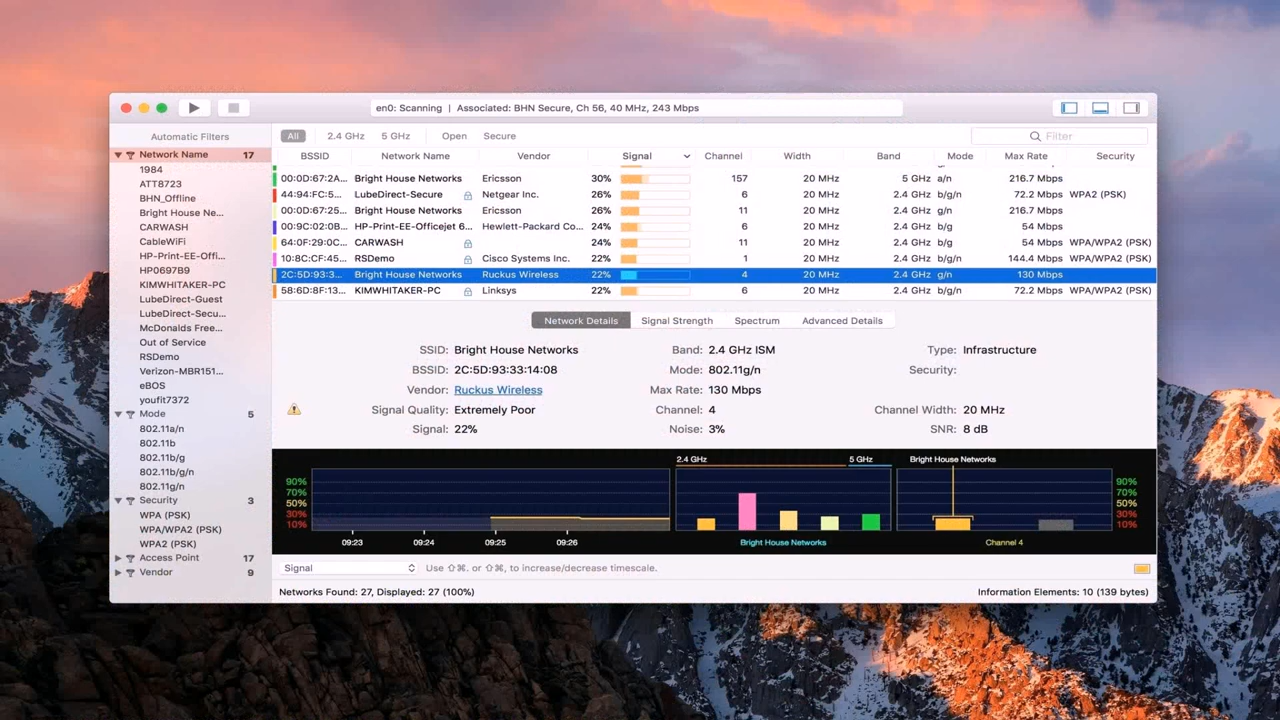 en0: Scanning | Associated: BHN Secure, Ch 56, 40 MHz, 243 Mbps
Automatic Filters
Network Name 17
1984
ATT8723
BHN_Offline
Bright House Ne...
CARWASH
CableWiFi
HP-Print-EE-Offi...
HP0697B9
KIMWHITAKER-PC
LubeDirect-Guest
LubeDirect-Secu...
McDonalds Free...
Out of Service
RSDemo
Verizon-MBR151...
eBOS
youfit7372
Mode 5
802.11a/n
802.11b
802.11b/g
802.11b/g/n
802.11g/n
Security 3
WPA (PSK)
WPA/WPA2 (PSK)
WPA2 (PSK)
Access Point 17
Vendor 9
All 2.4 GHz 5 GHz Open Secure Filter
BSSID Network Name Vendor Signal Channel Width Band Mode Max Rate Security
00:0D:67:2A... Bright House Networks Ericsson 30% 157 20 MHz 5 GHz a/n 216.7 Mbps
44:94:FC:5... LubeDirect-Secure Netgear Inc. 26% 6 20 MHz 2.4 GHz b/g/n 72.2 Mbps WPA2 (PSK)
00:0D:67:25... Bright House Networks Ericsson 26% 11 20 MHz 2.4 GHz g/n 216.7 Mbps
00:9C:02:0B... HP-Print-EE-Officejet 6... Hewlett-Packard Co... 24% 6 20 MHz 2.4 GHz b/g 54 Mbps
64:0F:29:0C... CARWASH 24% 11 20 MHz 2.4 GHz b/g 54 Mbps WPA/WPA2 (PSK)
10:8C:CF:45... RSDemo Cisco Systems Inc. 22% 1 20 MHz 2.4 GHz b/g/n 144.4 Mbps WPA/WPA2 (PSK)
2C:5D:93:3... Bright House Networks Ruckus Wireless 22% 4 20 MHz 2.4 GHz g/n 130 Mbps
58:6D:8F:13... KIMWHITAKER-PC Linksys 22% 6 20 MHz 2.4 GHz b/g/n 72.2 Mbps WPA/WPA2 (PSK)
Network Details Signal Strength Spectrum Advanced Details
SSID: Bright House Networks Band: 2.4 GHz ISM Type: Infrastructure
BSSID: 2C:5D:93:33:14:08 Mode: 802.11g/n Security:
Vendor: Ruckus Wireless Max Rate: 130 Mbps
Signal Quality: Extremely Poor Channel: 4 Channel Width: 20 MHz
Signal: 22% Noise: 3% SNR: 8 dB
2.4 GHz 5 GHz Bright House Networks
90% 90%
70% 70%
50% 50%
30% 30%
10% 10%
09:23 09:24 09:25 09:26 Bright House Networks Channel 4
Signal Use ⇧⌘. or ⇧⌘, to increase/decrease timescale.
Networks Found: 27, Displayed: 27 (100%) Information Elements: 10 (139 bytes)